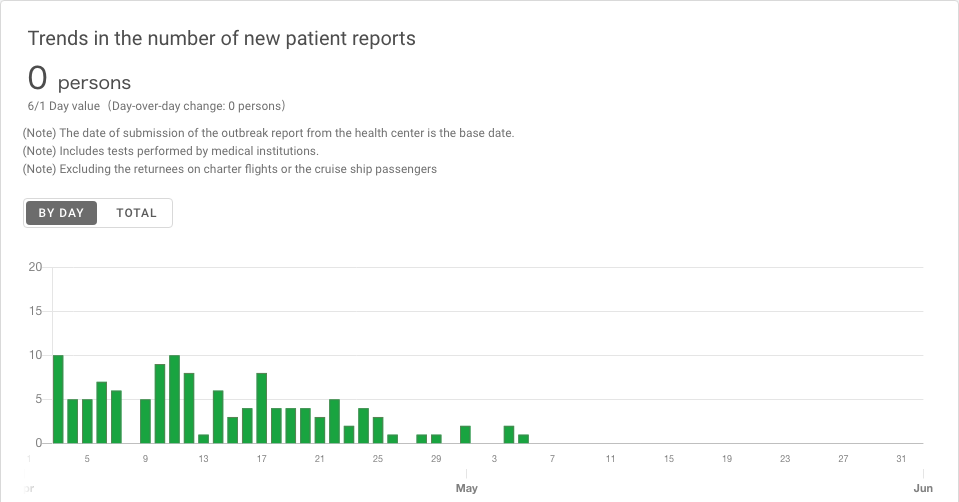 Trends in the number of new patient reports
0 persons
6/1 Day value (Day-over-day change: 0 persons)
(Note) The date of submission of the outbreak report from the health center is the base date.
(Note) Includes tests performed by medical institutions.
(Note) Excluding the returnees on charter flights or the cruise ship passengers
BY DAY TOTAL
20
15
10
5
0
1 5 9 13 17 21 25 29 3 7 11 15 19 23 27 31
May Jun